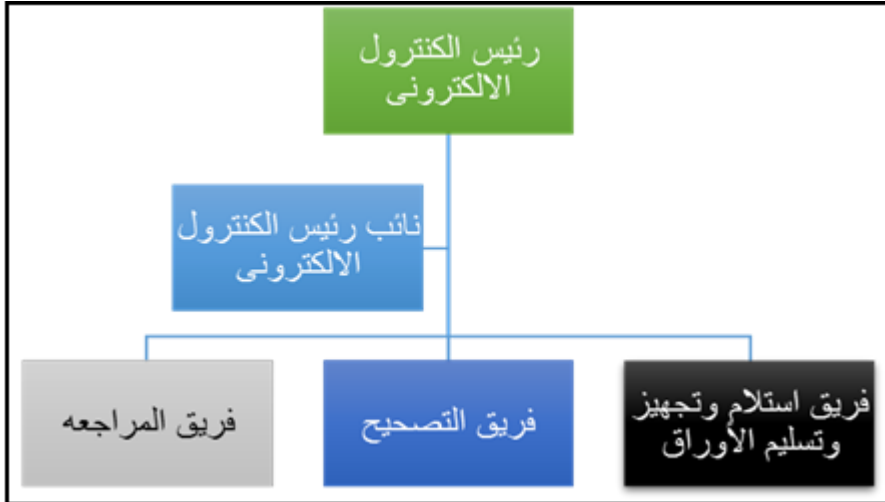 رئيس الكنترول
الالكترونى
نائب رئيس الكنترول
الالكترونى
فريق استلام وتجهيز
وتسليم الأوراق
فريق التصحيح
فريق المراجعه